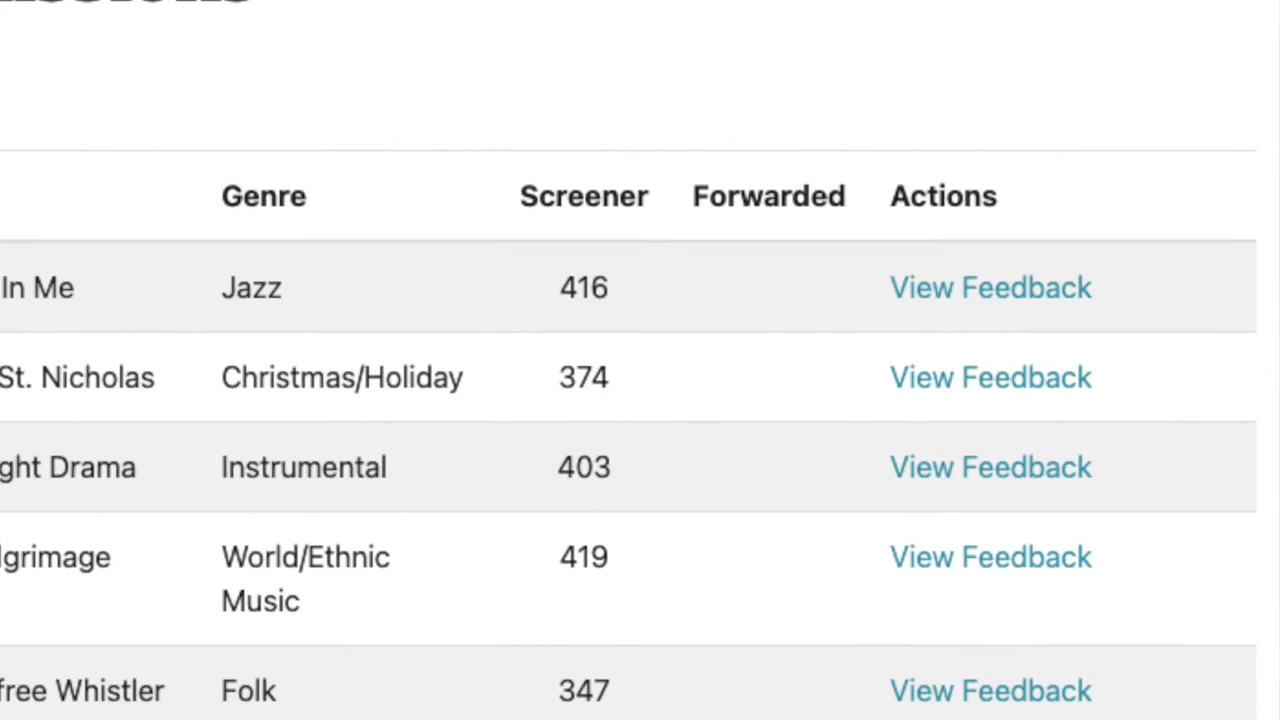 Genre Screener Forwarded Actions
In Me Jazz 416 View Feedback
St. Nicholas Christmas/Holiday 374 View Feedback
ght Drama Instrumental 403 View Feedback
lgrimage World/Ethnic 419 View Feedback
Music
free Whistler Folk 347 View Feedback